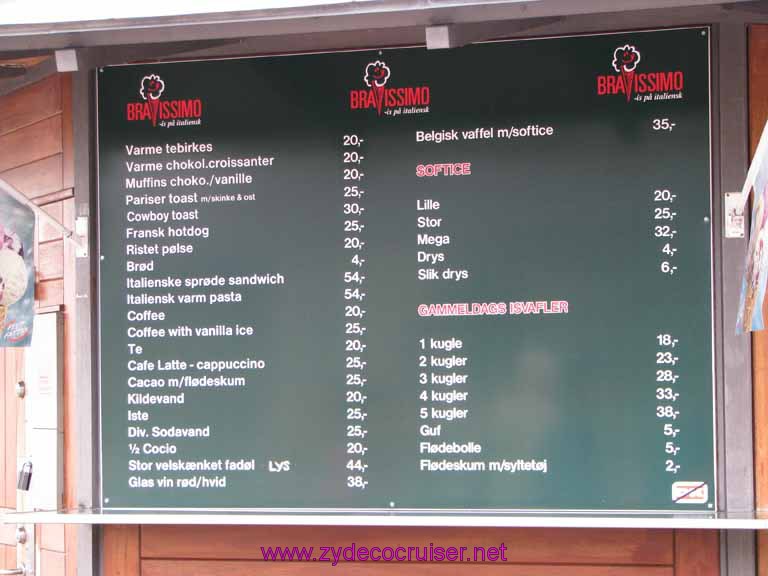 BRAVISSIMO
-is på italiensk
BRAVISSIMO
-is på italiensk
BRAVISSIMO
-is på italiensk
Varme tebirkes 20,-
Varme chokol.croissanter 20,-
Muffins choko./vanille 20,-
Pariser toast m/skinke & ost 25,-
Cowboy toast 30,-
Fransk hotdog 25,-
Ristet pølse 20,-
Brød 4,-
Italienske sprøde sandwich 54,-
Italiensk varm pasta 54,-
Coffee 20,-
Coffee with vanilla ice 25,-
Te 20,-
Cafe Latte - cappuccino 25,-
Cacao m/flødeskum 25,-
Kildevand 20,-
Iste 25,-
Div. Sodavand 25,-
½ Cocio 20,-
Stor velskænket fadøl LYS 44,-
Glas vin rød/hvid 38,-
Belgisk vaffel m/softice 35,-
SOFTICE
Lille 20,-
Stor 25,-
Mega 32,-
Drys 4,-
Slik drys 6,-
GAMMELDAGS ISVAFLER
1 kugle 18,-
2 kugler 23,-
3 kugler 28,-
4 kugler 33,-
5 kugler 38,-
Guf 5,-
Flødebolle 5,-
Flødeskum m/syltetøj 2,-
www.zydecocruiser.net